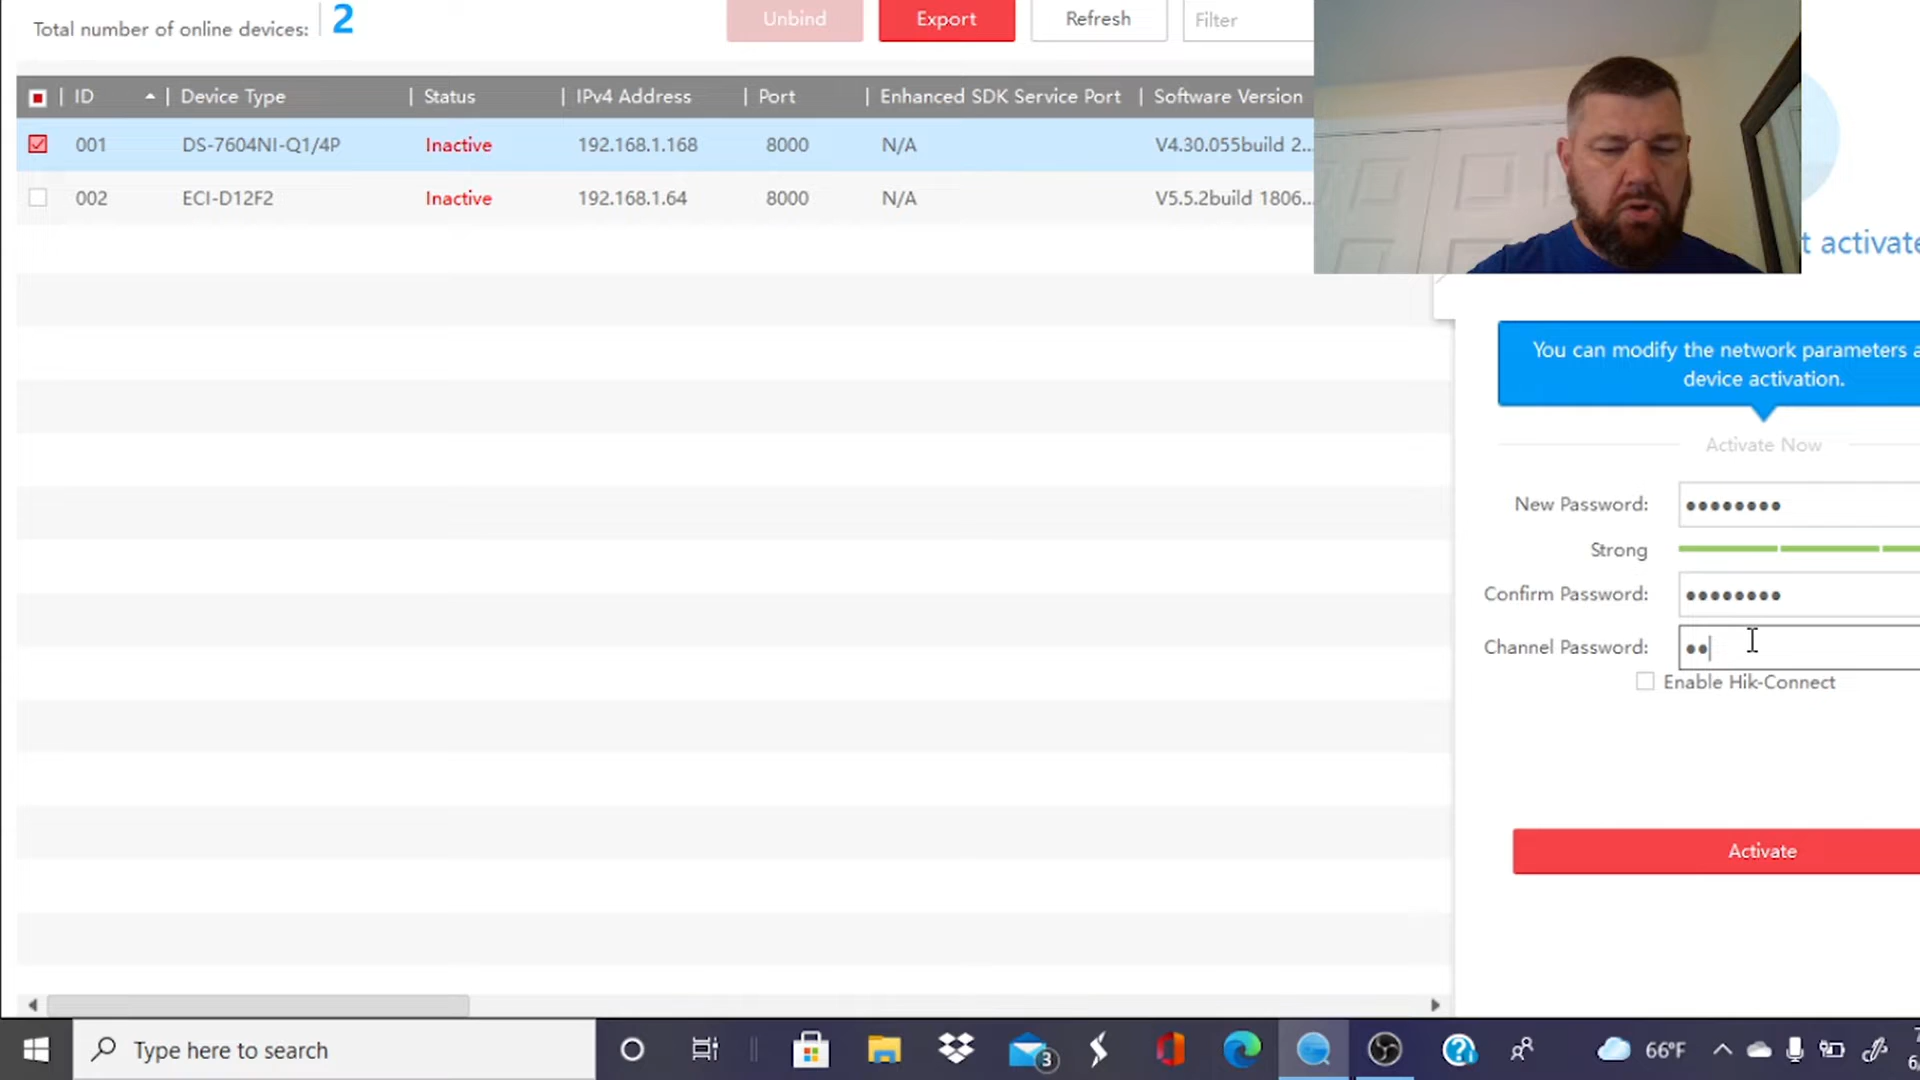 Total number of online devices: 2
Unbind
Export
Refresh
Filter
ID
Device Type
Status
IPv4 Address
Port
Enhanced SDK Service Port
Software Version
001
DS-7604NI-Q1/4P
Inactive
192.168.1.168
8000
N/A
V4.30.055build 2...
002
ECI-D12F2
Inactive
192.168.1.64
8000
N/A
V5.5.2build 1806...
t activate
You can modify the network parameters a
device activation.
Activate Now
New Password: ••••••••
Strong
Confirm Password: ••••••••
Channel Password: ••
Enable Hik-Connect
Activate
Type here to search
3
66°F